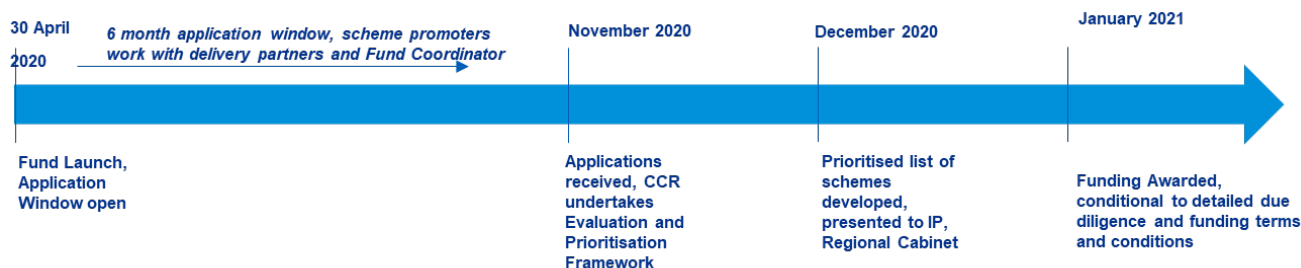 30 April
2020
6 month application window, scheme promoters
work with delivery partners and Fund Coordinator
November 2020
December 2020
January 2021
Fund Launch,
Application
Window open
Applications
received, CCR
undertakes
Evaluation and
Prioritisation
Framework
Prioritised list of
schemes
developed,
presented to IP,
Regional Cabinet
Funding Awarded,
conditional to detailed due
diligence and funding terms
and conditions